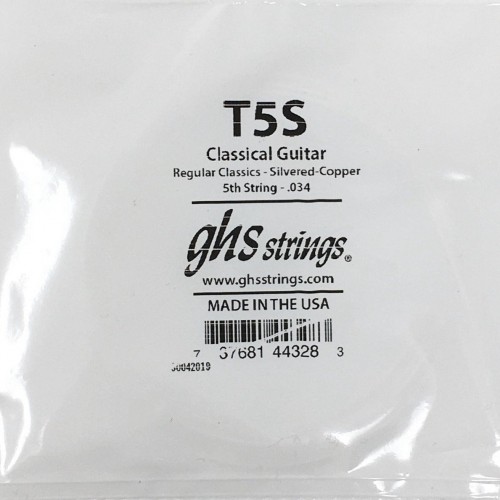 T5S
Classical Guitar
Regular Classics - Silvered-Copper
5th String - .034
ghs strings®
www.ghsstrings.com
MADE IN THE USA
7 37681 44328 3
30042019